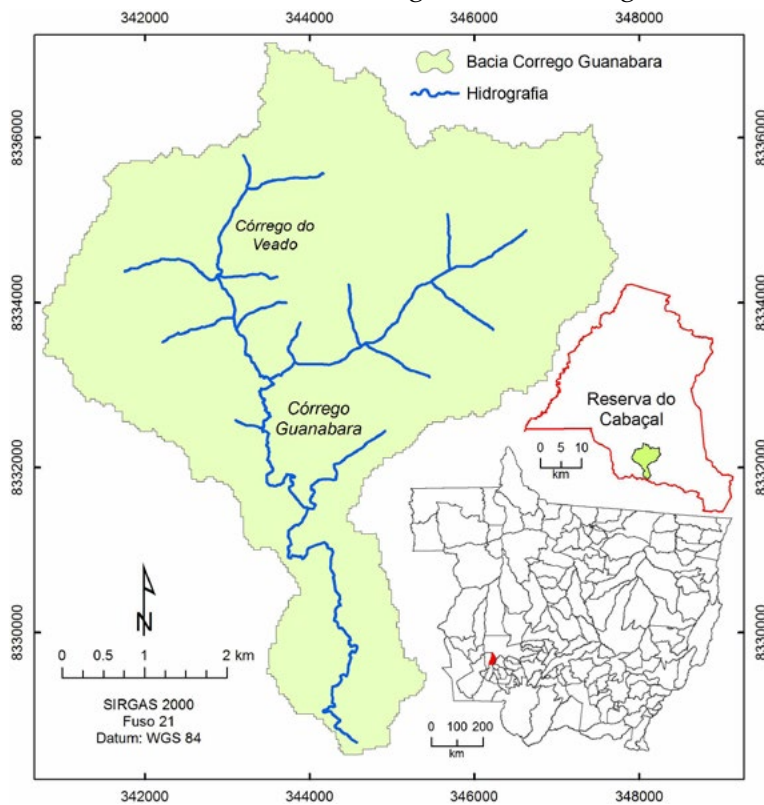 342000 344000 346000 348000
Bacia Corrego Guanabara
Hidrografia
8336000
8336000
Córrego do
Veado
8334000
8334000
Reserva do
Cabaçal
Córrego
Guanabara
0 5 10
km
8332000
8332000
N
8330000
8330000
0 0.5 1 2 km
SIRGAS 2000
Fuso 21
Datum: WGS 84
0 100 200
km
342000 344000 346000 348000